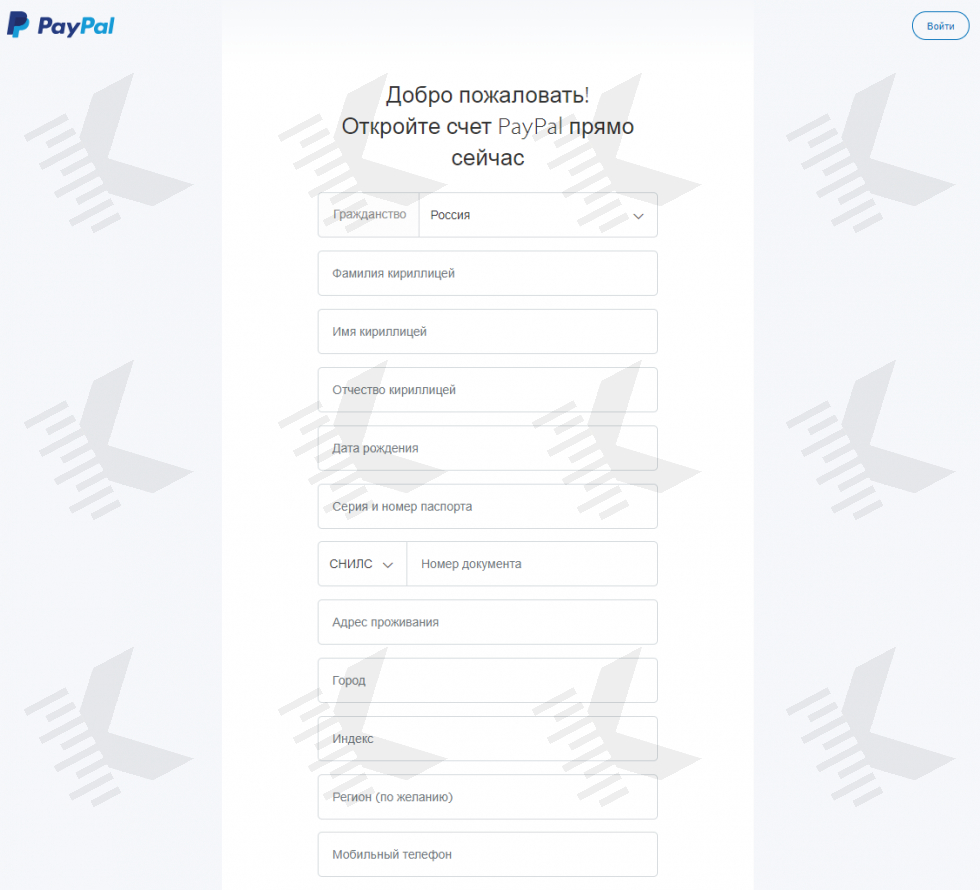 PayPal
Войти
Добро пожаловать!
Откройте счет PayPal прямо
сейчас
Гражданство Россия
Фамилия кириллицей
Имя кириллицей
Отчество кириллицей
Дата рождения
Серия и номер паспорта
СНИЛС Номер документа
Адрес проживания
Город
Индекс
Регион (по желанию)
Мобильный телефон